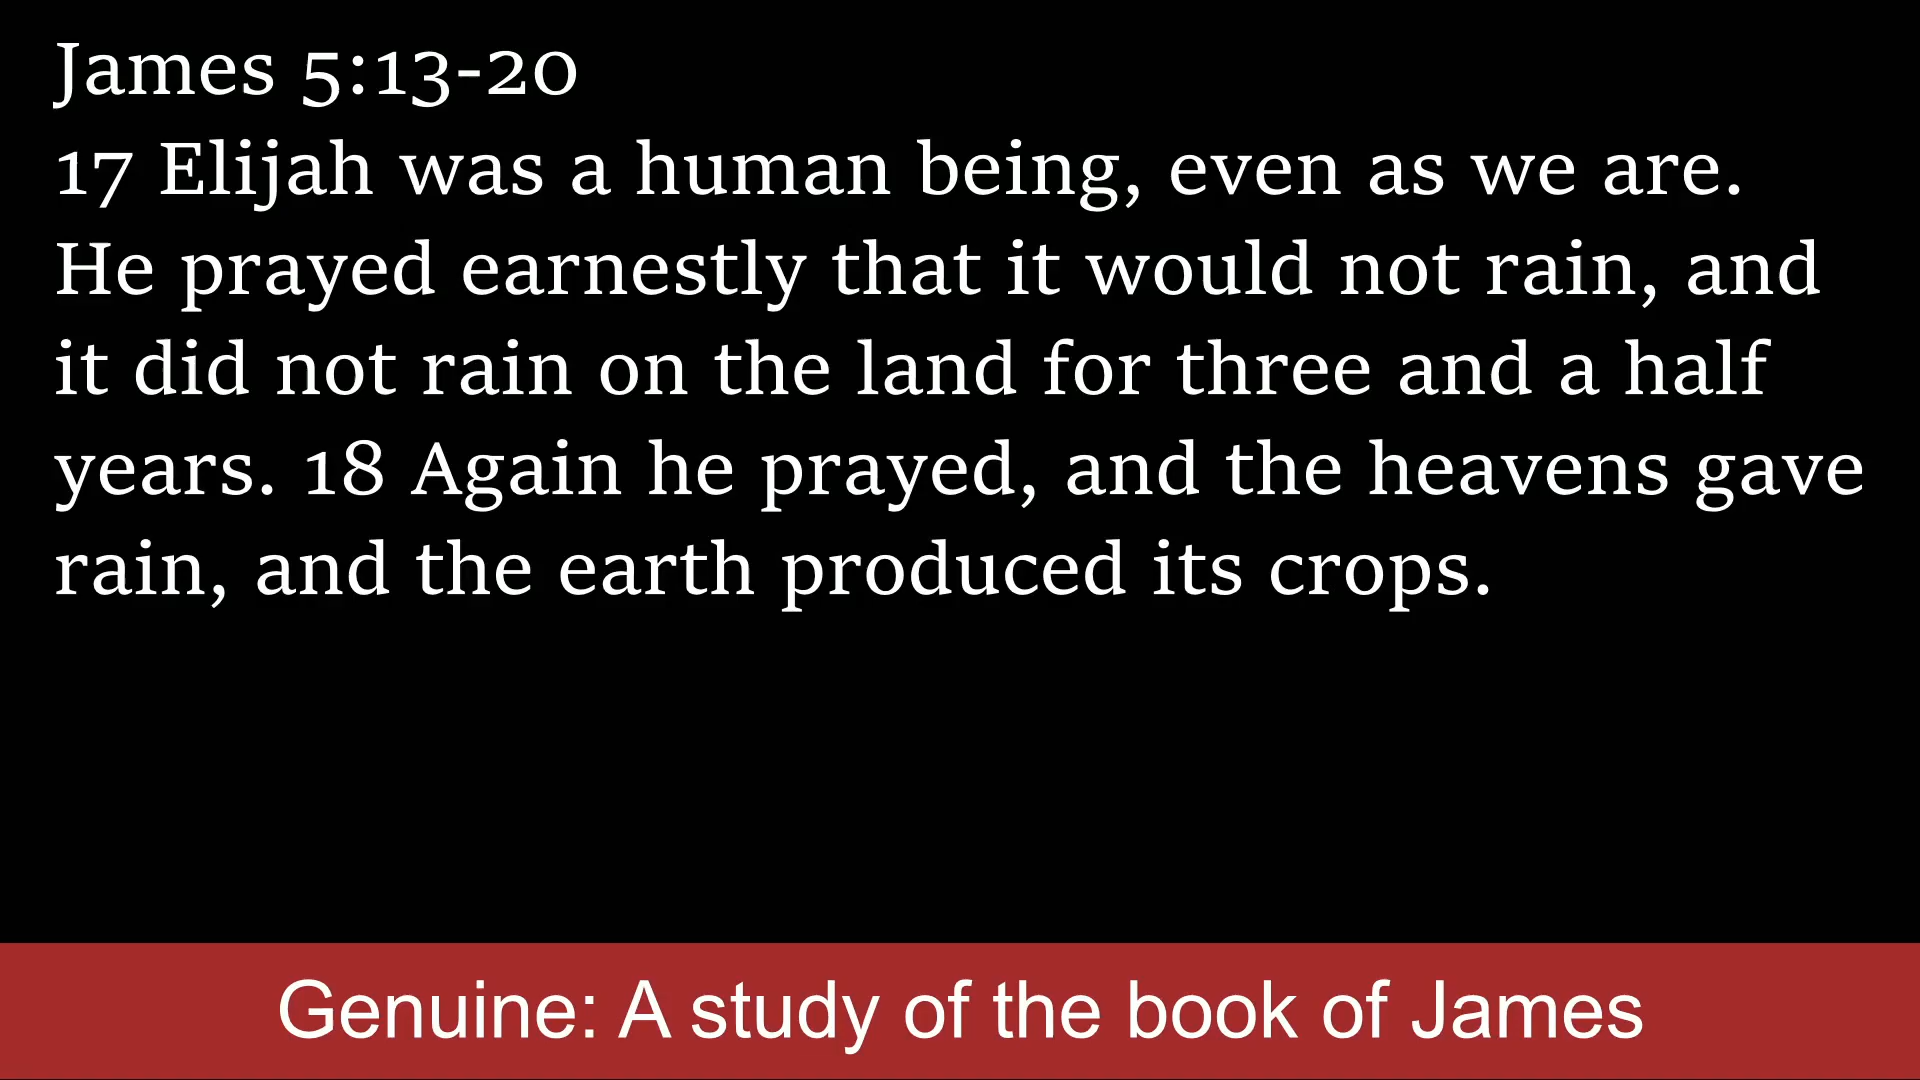 James 5:13-20
17 Elijah was a human being, even as we are.
He prayed earnestly that it would not rain, and
it did not rain on the land for three and a half
years. 18 Again he prayed, and the heavens gave
rain, and the earth produced its crops.
Genuine: A study of the book of James